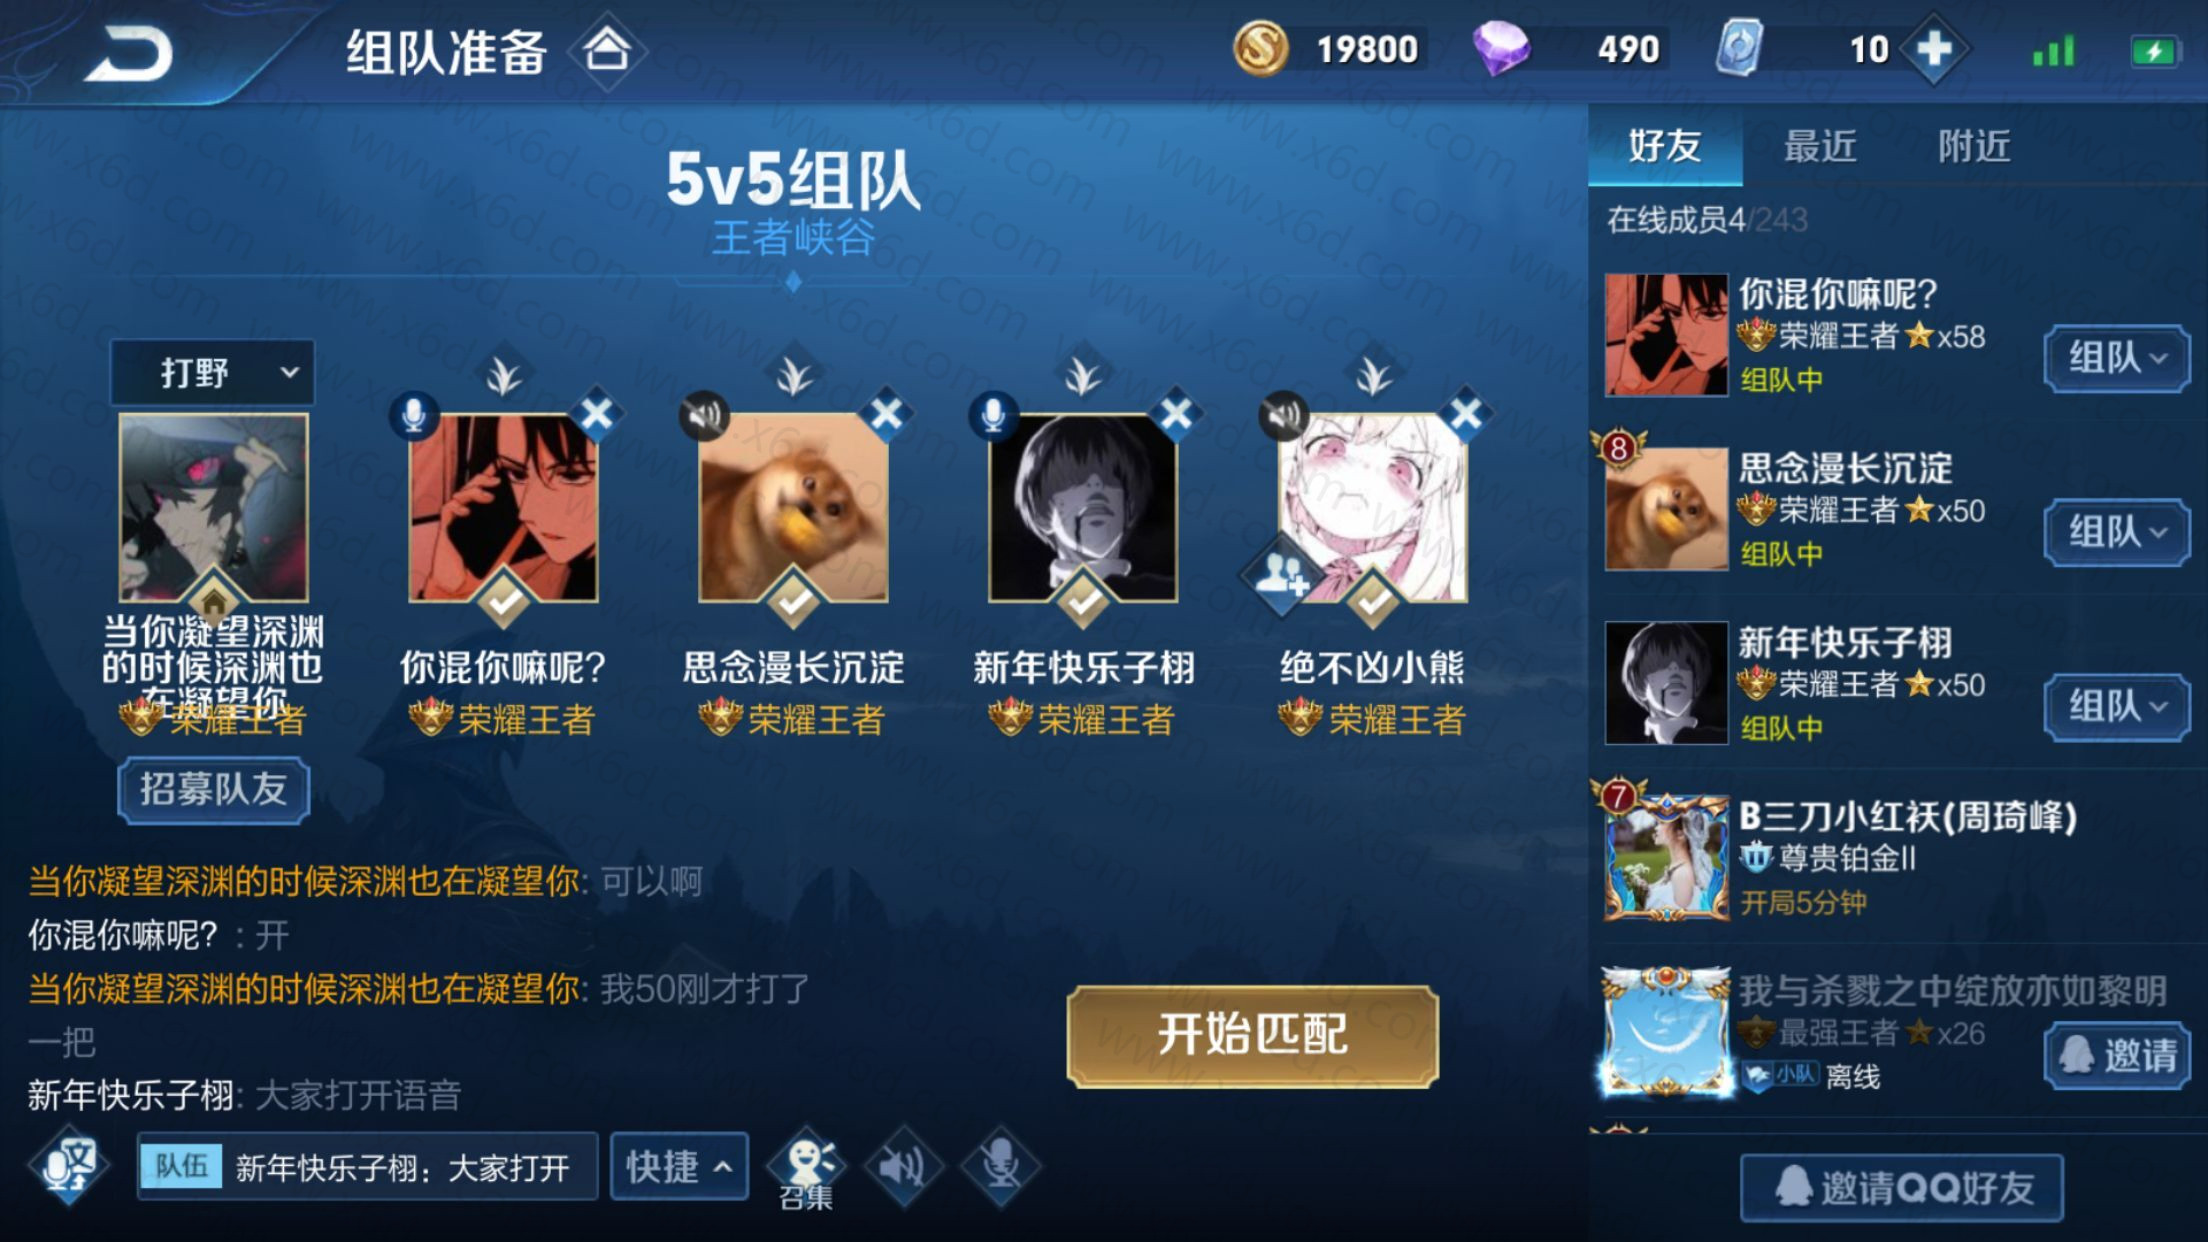 组队准备
19800
490
10
5v5组队
王者峡谷
好友
最近
附近
在线成员4/243
打野
当你凝望深渊
的时候深渊也
在凝望你
荣耀王者
招募队友
你混你嘛呢?
荣耀王者
思念漫长沉淀
荣耀王者
新年快乐子栩
荣耀王者
绝不凶小熊
荣耀王者
你混你嘛呢?
荣耀王者 x58
组队中
组队
8
思念漫长沉淀
荣耀王者 x50
组队中
组队
新年快乐子栩
荣耀王者 x50
组队中
组队
7
B三刀小红袄(周琦峰)
尊贵铂金II
开局5分钟
我与杀戮之中绽放亦如黎明
最强王者 x26
小队 离线
邀请
邀请QQ好友
当你凝望深渊的时候深渊也在凝望你: 可以啊
你混你嘛呢? : 开
当你凝望深渊的时候深渊也在凝望你: 我50刚才打了
一把
新年快乐子栩: 大家打开语音
开始匹配
文
队伍 新年快乐子栩: 大家打开
快捷
召集
www.x6d.com